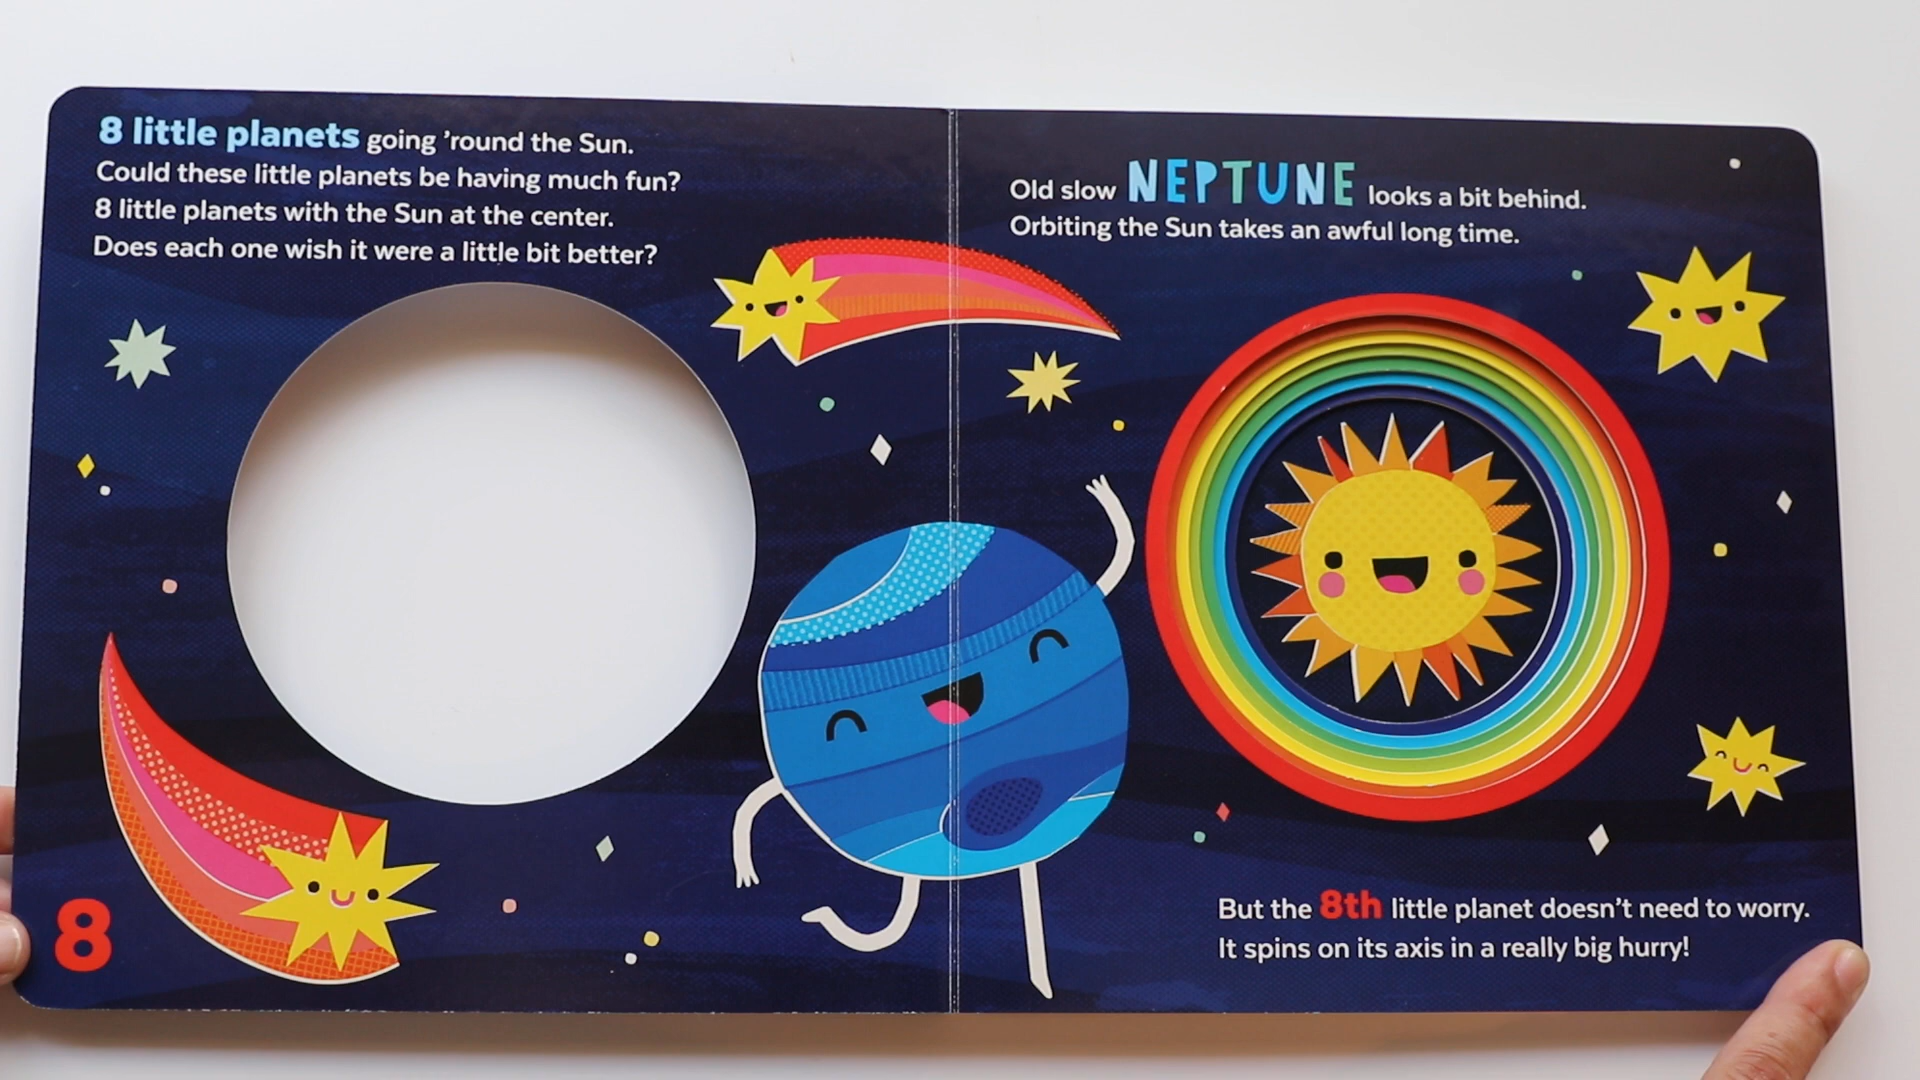 8 little planets going ’round the Sun.
Could these little planets be having much fun?
8 little planets with the Sun at the center.
Does each one wish it were a little bit better?
8
Old slow NEPTUNE looks a bit behind.
Orbiting the Sun takes an awful long time.
But the 8th little planet doesn’t need to worry.
It spins on its axis in a really big hurry!